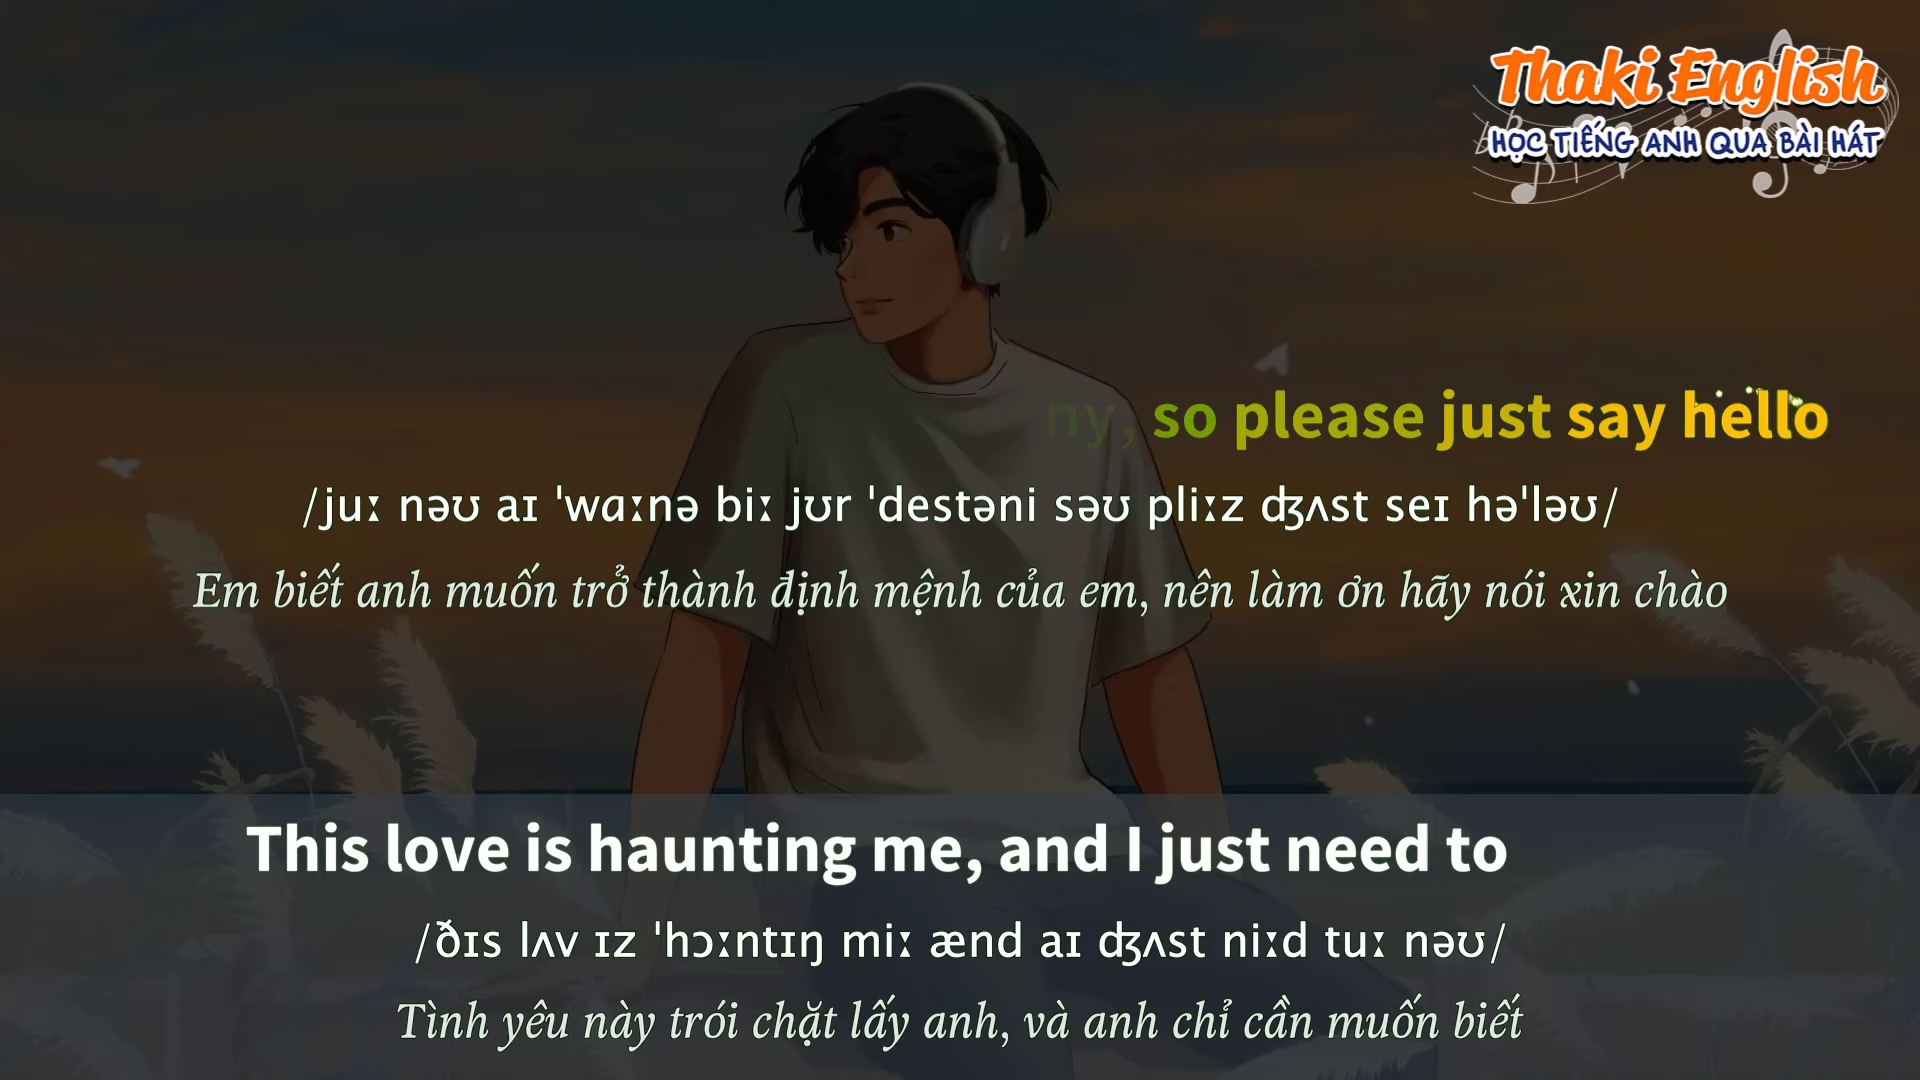 Thaki English
HỌC TIẾNG ANH QUA BÀI HÁT
ny, so please just say hello
/juː nəʊ aɪ ˈwɑːnə biː jʊr ˈdestəni səʊ pliːz ʤʌst seɪ həˈləʊ/
Em biết anh muốn trở thành định mệnh của em, nên làm ơn hãy nói xin chào
This love is haunting me, and I just need to
/ðɪs lʌv ɪz ˈhɔːntɪŋ miː ænd aɪ ʤʌst niːd tuː nəʊ/
Tình yêu này trói chặt lấy anh, và anh chỉ cần muốn biết